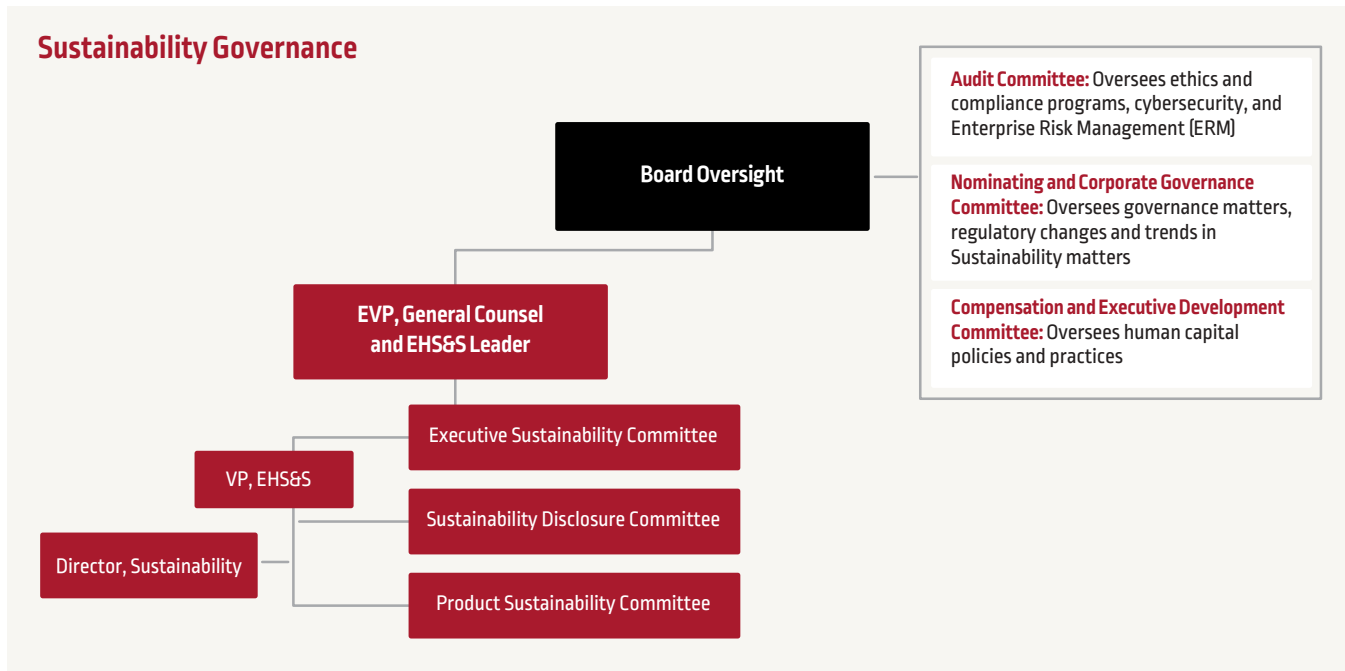 Sustainability Governance
Board Oversight
Audit Committee: Oversees ethics and
compliance programs, cybersecurity, and
Enterprise Risk Management (ERM)
Nominating and Corporate Governance
Committee: Oversees governance matters,
regulatory changes and trends in
Sustainability matters
Compensation and Executive Development
Committee: Oversees human capital
policies and practices
EVP, General Counsel
and EHS&S Leader
Executive Sustainability Committee
VP, EHS&S
Sustainability Disclosure Committee
Director, Sustainability
Product Sustainability Committee